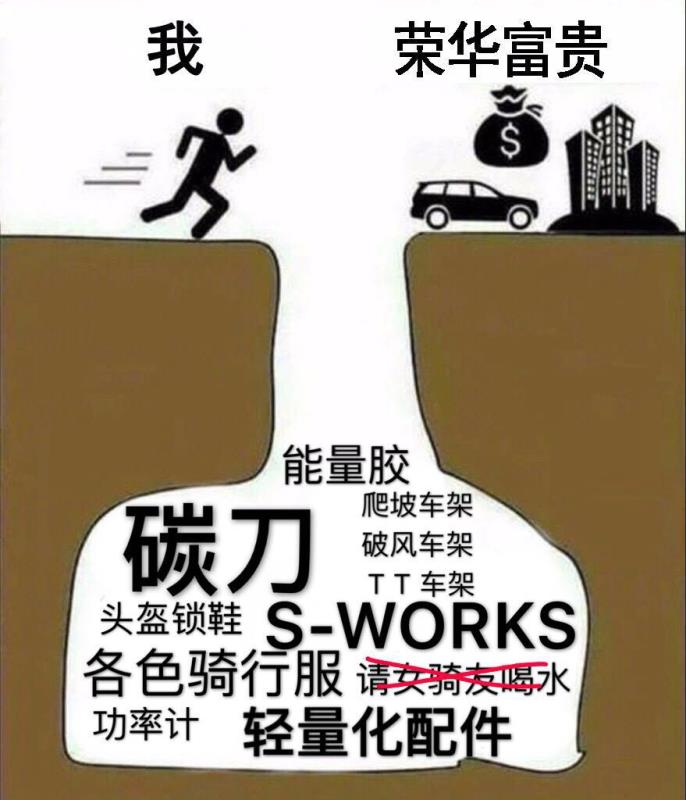 我 荣华富贵
$
能量胶
碳刀
爬坡车架
破风车架
TT车架
头盔锁鞋
S-WORKS
各色骑行服
请女骑友喝水
功率计
轻量化配件